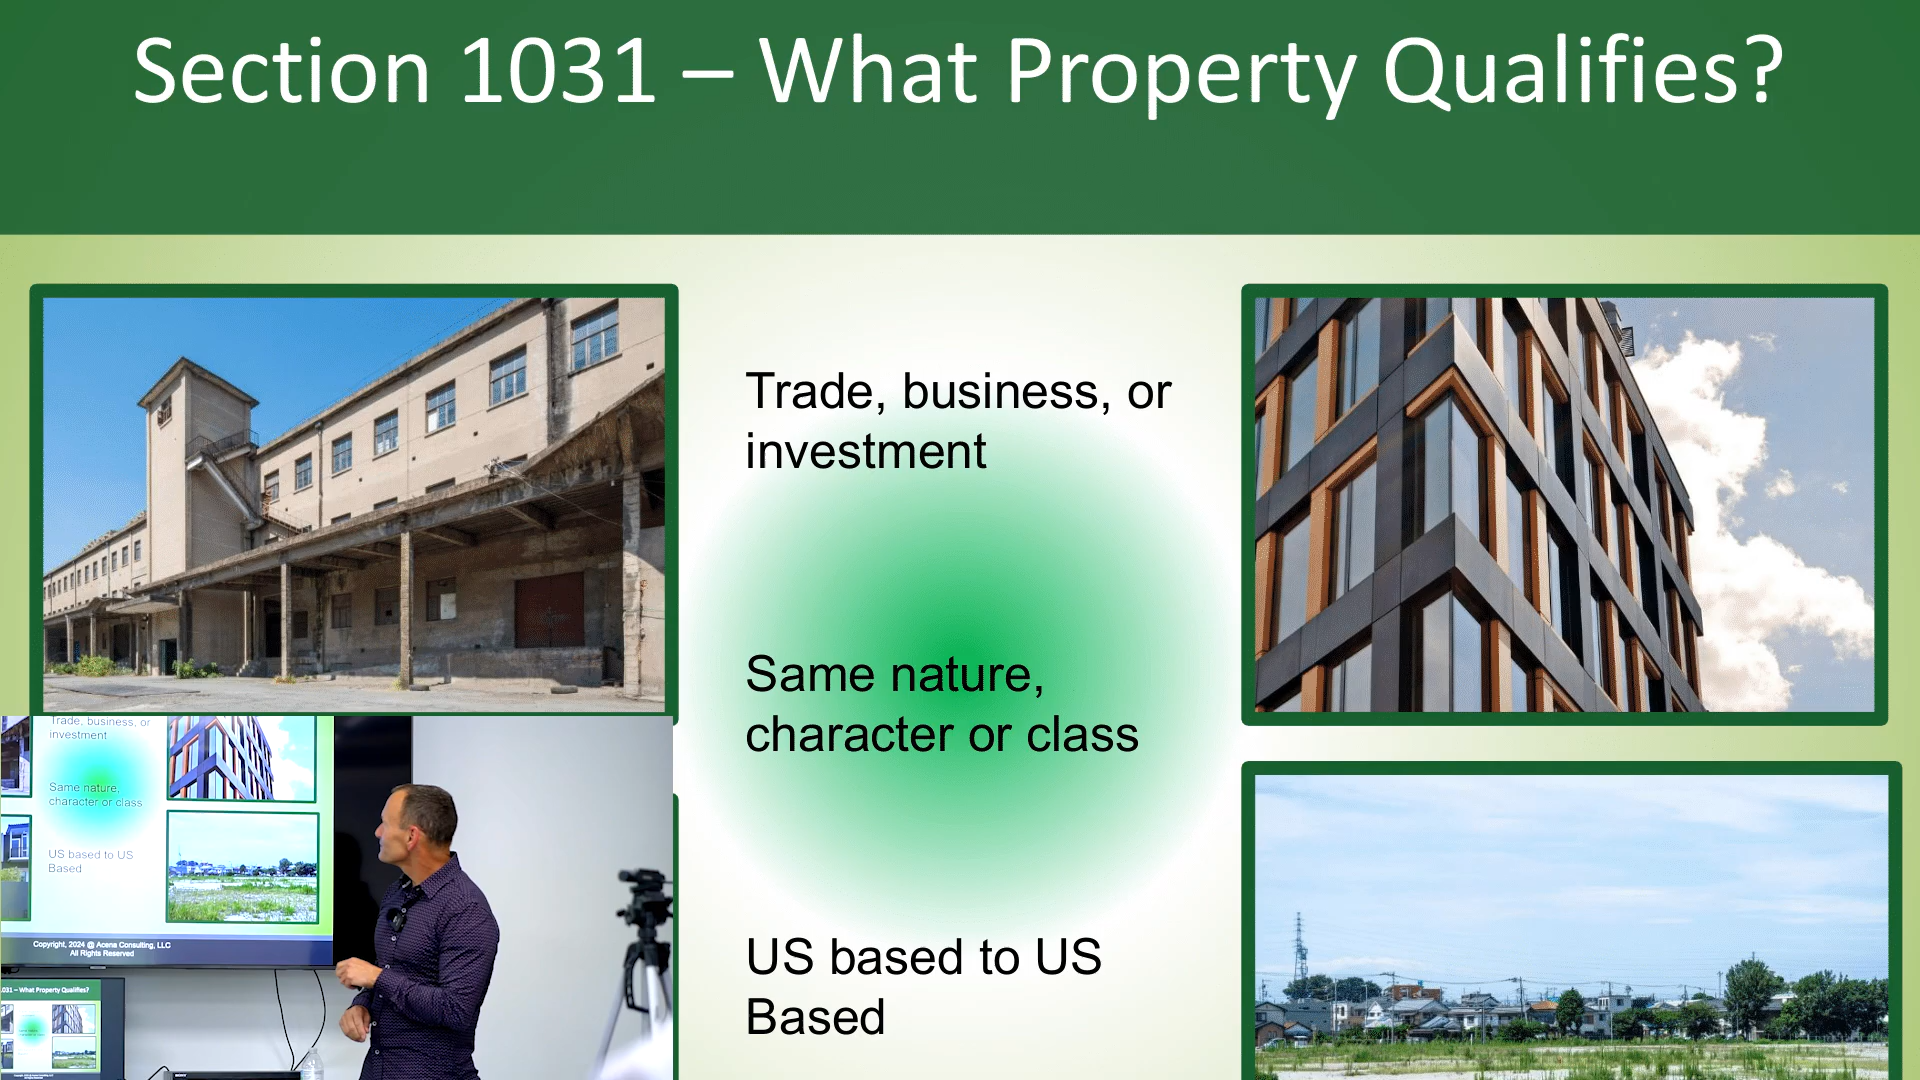 Section 1031 – What Property Qualifies?
Trade, business, or
investment
Same nature,
character or class
US based to US
Based
Trade, business, or
investment
Same nature,
character or class
US based to US
Based
Copyright, 2024 @ Acena Consulting, LLC
All Rights Reserved
031 – What Property Qualifies?
SONY